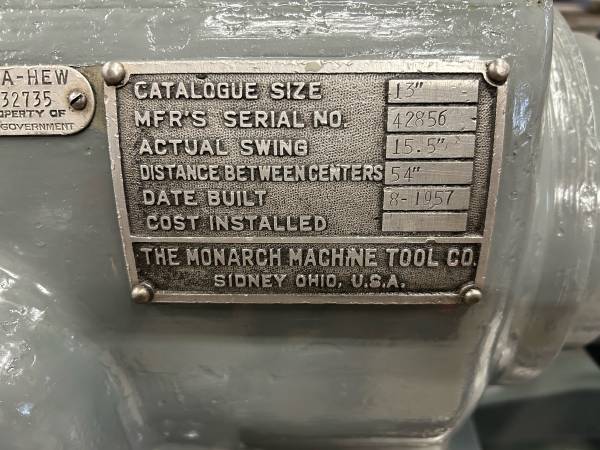 A-HEW
32735
PROPERTY OF
GOVERNMENT
CATALOGUE SIZE 13"
MFR'S SERIAL NO. 42856
ACTUAL SWING 15.5"
DISTANCE BETWEEN CENTERS 54"
DATE BUILT 8-1957
COST INSTALLED
THE MONARCH MACHINE TOOL CO.
SIDNEY OHIO, U.S.A.